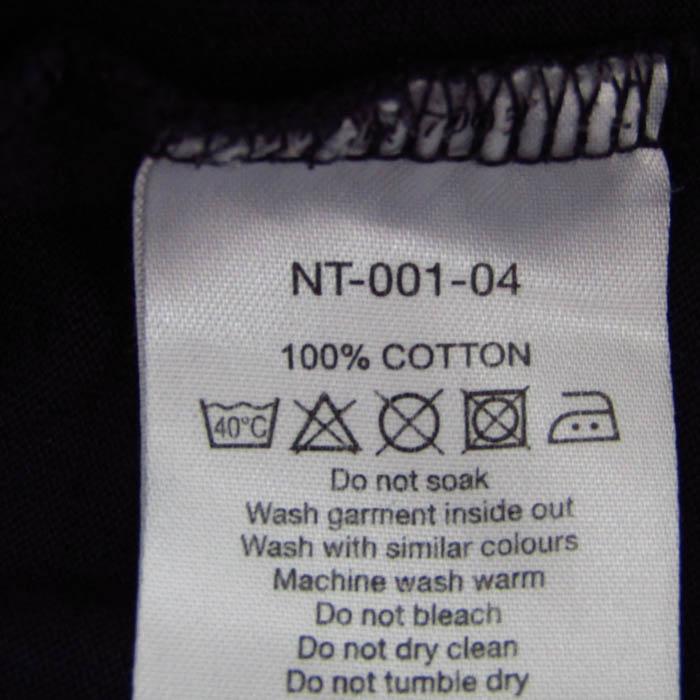 NT-001-04
100% COTTON
40°C
Do not soak
Wash garment inside out
Wash with similar colours
Machine wash warm
Do not bleach
Do not dry clean
Do not tumble dry